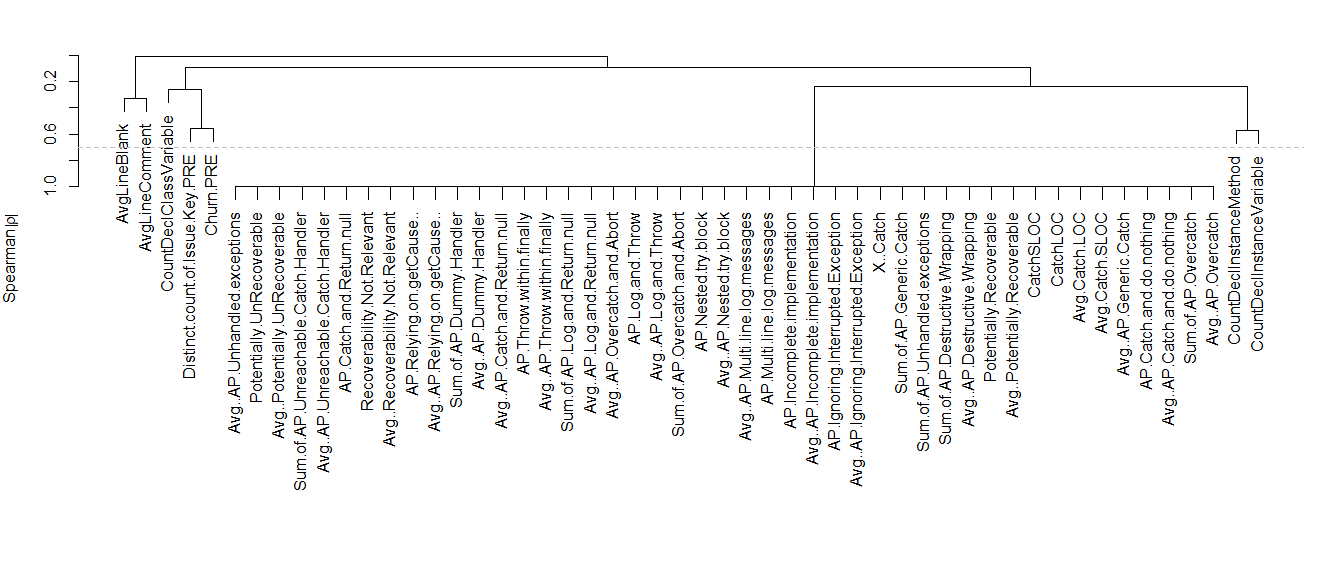 Spearman|ρ|
0.2
0.6
1.0
AvgLineBlank
AvgLineComment
CountDeclClassVariable
Distinct.count.of.Issue.Key.PRE
Churn.PRE
Avg..AP.Unhandled.exceptions
Potentially.UnRecoverable
Avg..Potentially.UnRecoverable
Sum.of.AP.Unreachable.Catch.Handler
Avg..AP.Unreachable.Catch.Handler
AP.Catch.and.Return.null
Recoverability.Not.Relevant
Avg..Recoverability.Not.Relevant
AP.Relying.on.getCause..
Avg..AP.Relying.on.getCause..
Sum.of.AP.Dummy.Handler
Avg..AP.Dummy.Handler
Avg..AP.Catch.and.Return.null
AP.Throw.within.finally
Avg..AP.Throw.within.finally
Sum.of.AP.Log.and.Return.null
Avg..AP.Log.and.Return.null
Avg..AP.Overcatch.and.Abort
AP.Log.and.Throw
Avg..AP.Log.and.Throw
Sum.of.AP.Overcatch.and.Abort
AP.Nested.try.block
Avg..AP.Nested.try.block
Avg..AP.Multi.line.log.messages
AP.Multi.line.log.messages
AP.Incomplete.implementation
Avg..AP.Incomplete.implementation
AP.Ignoring.Interrupted.Exception
Avg..AP.Ignoring.Interrupted.Exception
X.Catch
Sum.of.AP.Generic.Catch
Sum.of.AP.Unhandled.exceptions
Sum.of.AP.Destructive.Wrapping
Avg..AP.Destructive.Wrapping
Potentially.Recoverable
Avg..Potentially.Recoverable
CatchSLOC
CatchLOC
Avg.Catch.LOC
Avg.Catch.SLOC
Avg..AP.Generic.Catch
AP.Catch.and.do.nothing
Avg..AP.Catch.and.do.nothing
Sum.of.AP.Overcatch
Avg..AP.Overcatch
CountDeclInstanceMethod
CountDeclInstanceVariable